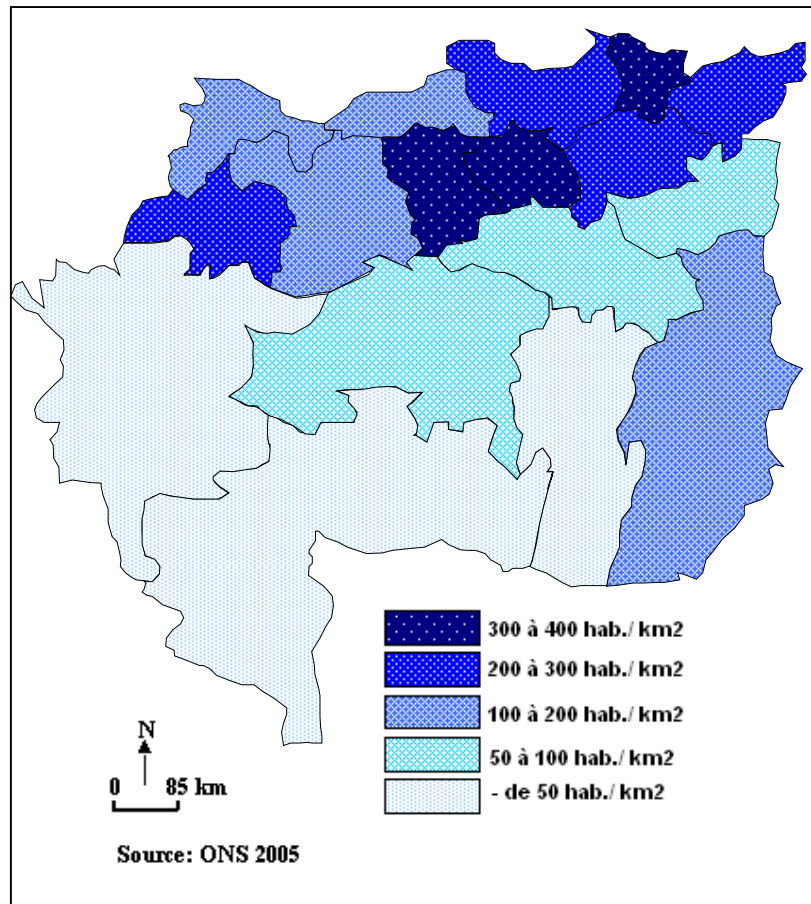 300 à 400 hab./ km2
200 à 300 hab./ km2
100 à 200 hab./ km2
50 à 100 hab./ km2
- de 50 hab./ km2
N
0 85 km
Source: ONS 2005